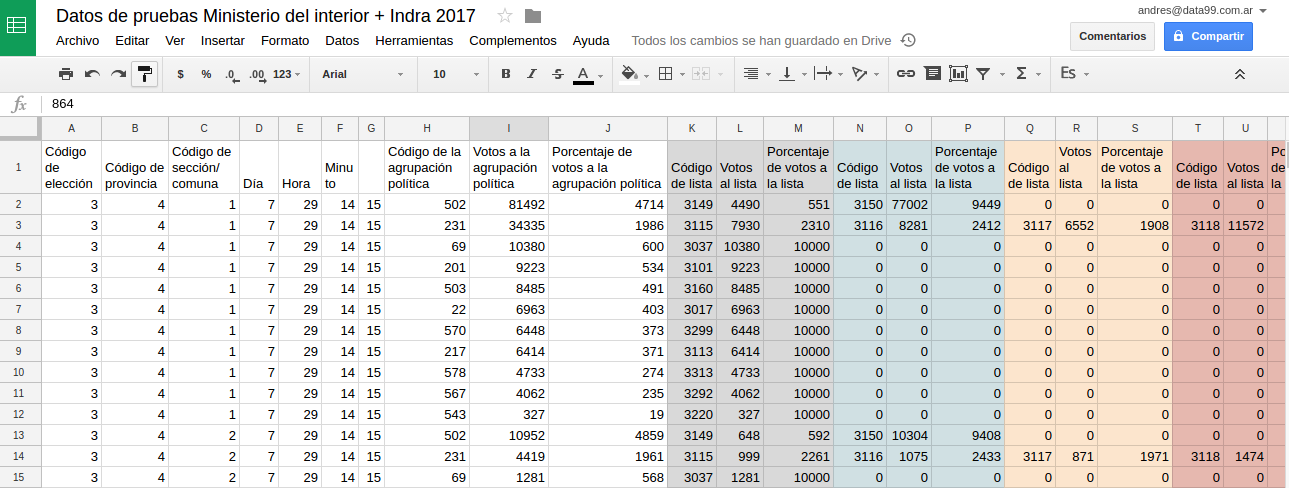 Datos de pruebas Ministerio del interior + Indra 2017
andres@data99.com.ar
Archivo Editar Ver Insertar Formato Datos Herramientas Complementos Ayuda Todos los cambios se han guardado en Drive
Comentarios Compartir
$ % .0 .00 123 Arial 10 B I S A Σ Es
fx 864
A B C D E F G H I J K L M N O P Q R S T U
1 Código de elección Código de provincia Código de sección/ comuna Día Hora Minu to Código de la agrupación política Votos a la agrupación política Porcentaje de votos a la agrupación política Código de lista Votos al lista Porcentaje de votos a la lista Código de lista Votos al lista Porcentaje de votos a la lista Código de lista Votos al lista Porcentaje de votos a la lista Código de lista Votos al lista
2 3 4 1 7 29 14 15 502 81492 4714 3149 4490 551 3150 77002 9449 0 0 0 0 0
3 3 4 1 7 29 14 15 231 34335 1986 3115 7930 2310 3116 8281 2412 3117 6552 1908 3118 11572
4 3 4 1 7 29 14 15 69 10380 600 3037 10380 10000 0 0 0 0 0 0 0 0
5 3 4 1 7 29 14 15 201 9223 534 3101 9223 10000 0 0 0 0 0 0 0 0
6 3 4 1 7 29 14 15 503 8485 491 3160 8485 10000 0 0 0 0 0 0 0 0
7 3 4 1 7 29 14 15 22 6963 403 3017 6963 10000 0 0 0 0 0 0 0 0
8 3 4 1 7 29 14 15 570 6448 373 3299 6448 10000 0 0 0 0 0 0 0 0
9 3 4 1 7 29 14 15 217 6414 371 3113 6414 10000 0 0 0 0 0 0 0 0
10 3 4 1 7 29 14 15 578 4733 274 3313 4733 10000 0 0 0 0 0 0 0 0
11 3 4 1 7 29 14 15 567 4062 235 3292 4062 10000 0 0 0 0 0 0 0 0
12 3 4 1 7 29 14 15 543 327 19 3220 327 10000 0 0 0 0 0 0 0 0
13 3 4 2 7 29 14 15 502 10952 4859 3149 648 592 3150 10304 9408 0 0 0 0 0
14 3 4 2 7 29 14 15 231 4419 1961 3115 999 2261 3116 1075 2433 3117 871 1971 3118 1474
15 3 4 2 7 29 14 15 69 1281 568 3037 1281 10000 0 0 0 0 0 0 0 0